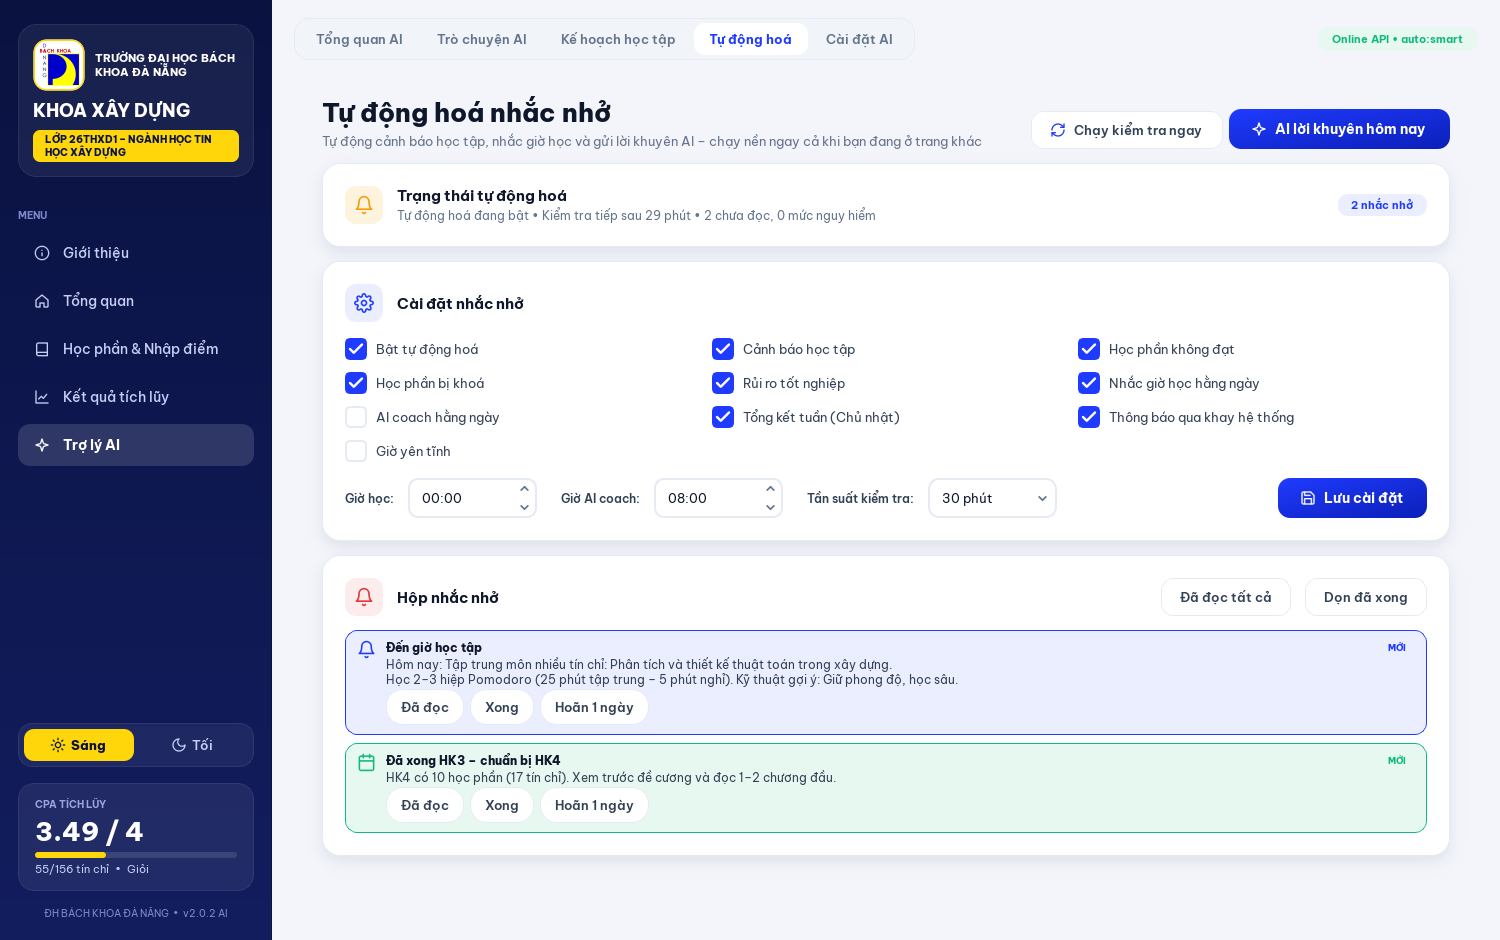 BÁCH KHOA
TRƯỜNG ĐẠI HỌC BÁCH
KHOA ĐÀ NẴNG
KHOA XÂY DỰNG
LỚP 26THXD1 – NGÀNH HỌC TIN
HỌC XÂY DỰNG
MENU
Giới thiệu
Tổng quan
Học phần & Nhập điểm
Kết quả tích lũy
Trợ lý AI
Sáng
Tối
CPA TÍCH LŨY
3.49 / 4
55/156 tín chỉ • Giỏi
ĐH BÁCH KHOA ĐÀ NẴNG • v2.0.2 AI
Tổng quan AI
Trò chuyện AI
Kế hoạch học tập
Tự động hoá
Cài đặt AI
Online API • auto:smart
Tự động hoá nhắc nhở
Tự động cảnh báo học tập, nhắc giờ học và gửi lời khuyên AI – chạy nền ngay cả khi bạn đang ở trang khác
Chạy kiểm tra ngay
AI lời khuyên hôm nay
Trạng thái tự động hoá
Tự động hoá đang bật • Kiểm tra tiếp sau 29 phút • 2 chưa đọc, 0 mức nguy hiểm
2 nhắc nhở
Cài đặt nhắc nhở
Bật tự động hoá
Cảnh báo học tập
Học phần không đạt
Học phần bị khoá
Rủi ro tốt nghiệp
Nhắc giờ học hằng ngày
AI coach hằng ngày
Tổng kết tuần (Chủ nhật)
Thông báo qua khay hệ thống
Giờ yên tĩnh
Giờ học:
00:00
Giờ AI coach:
08:00
Tần suất kiểm tra:
30 phút
Lưu cài đặt
Hộp nhắc nhở
Đã đọc tất cả
Dọn đã xong
Đến giờ học tập
MỚI
Hôm nay: Tập trung môn nhiều tín chỉ: Phân tích và thiết kế thuật toán trong xây dựng.
Học 2–3 hiệp Pomodoro (25 phút tập trung – 5 phút nghỉ). Kỹ thuật gợi ý: Giữ phong độ, học sâu.
Đã đọc
Xong
Hoãn 1 ngày
Đã xong HK3 – chuẩn bị HK4
MỚI
HK4 có 10 học phần (17 tín chỉ). Xem trước đề cương và đọc 1–2 chương đầu.
Đã đọc
Xong
Hoãn 1 ngày